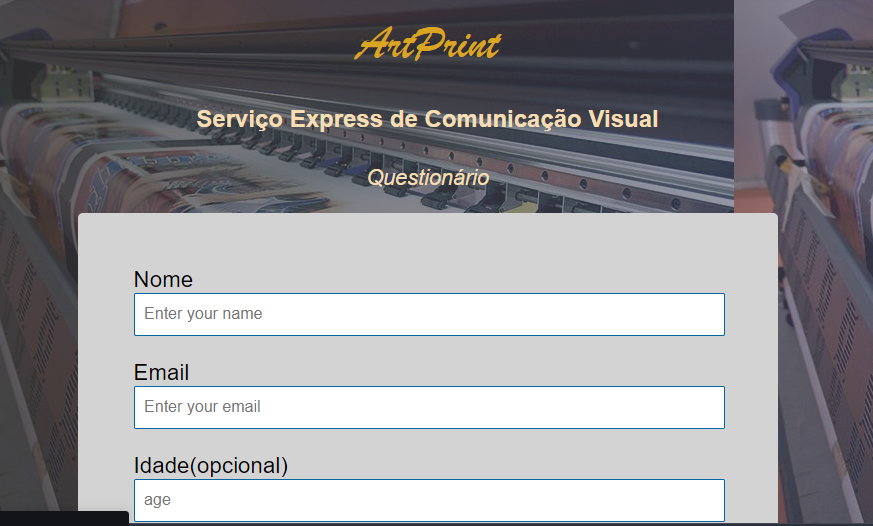 ArtPrint
Serviço Express de Comunicação Visual
Questionário
Nome
Enter your name
Email
Enter your email
Idade(opcional)
age